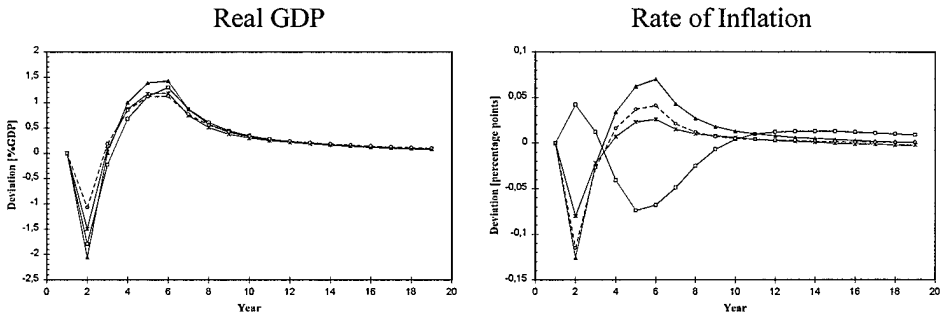 Real GDP
Deviation [%GDP]
2
1,5
1
0,5
0
-0,5
-1
-1,5
-2
-2,5
0 2 4 6 8 10 12 14 16 18 20
Year
Rate of Inflation
Deviation [percentage points]
0,1
0,05
0
-0,05
-0,1
-0,15
0 2 4 6 8 10 12 14 16 18 20
Year